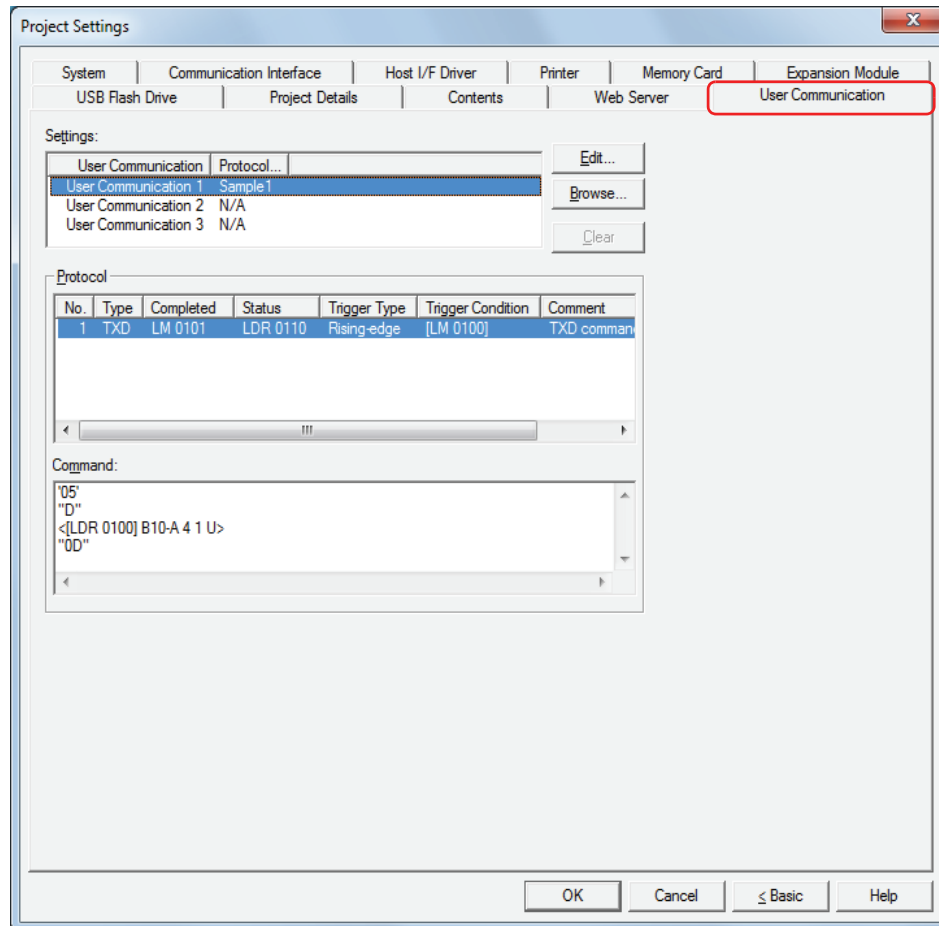 Project Settings
x
System Communication Interface Host I/F Driver Printer Memory Card Expansion Module
USB Flash Drive Project Details Contents Web Server User Communication
Settings:
User Communication Protocol...
User Communication 1 Sample1
User Communication 2 N/A
User Communication 3 N/A
Edit...
Browse...
Clear
Protocol
No. Type Completed Status Trigger Type Trigger Condition Comment
1 TXD LM 0101 LDR 0110 Rising-edge [LM 0100] TXD comman
Command:
'05'
"D"
<[LDR 0100] B10-A 4 1 U>
"0D"
OK Cancel < Basic Help